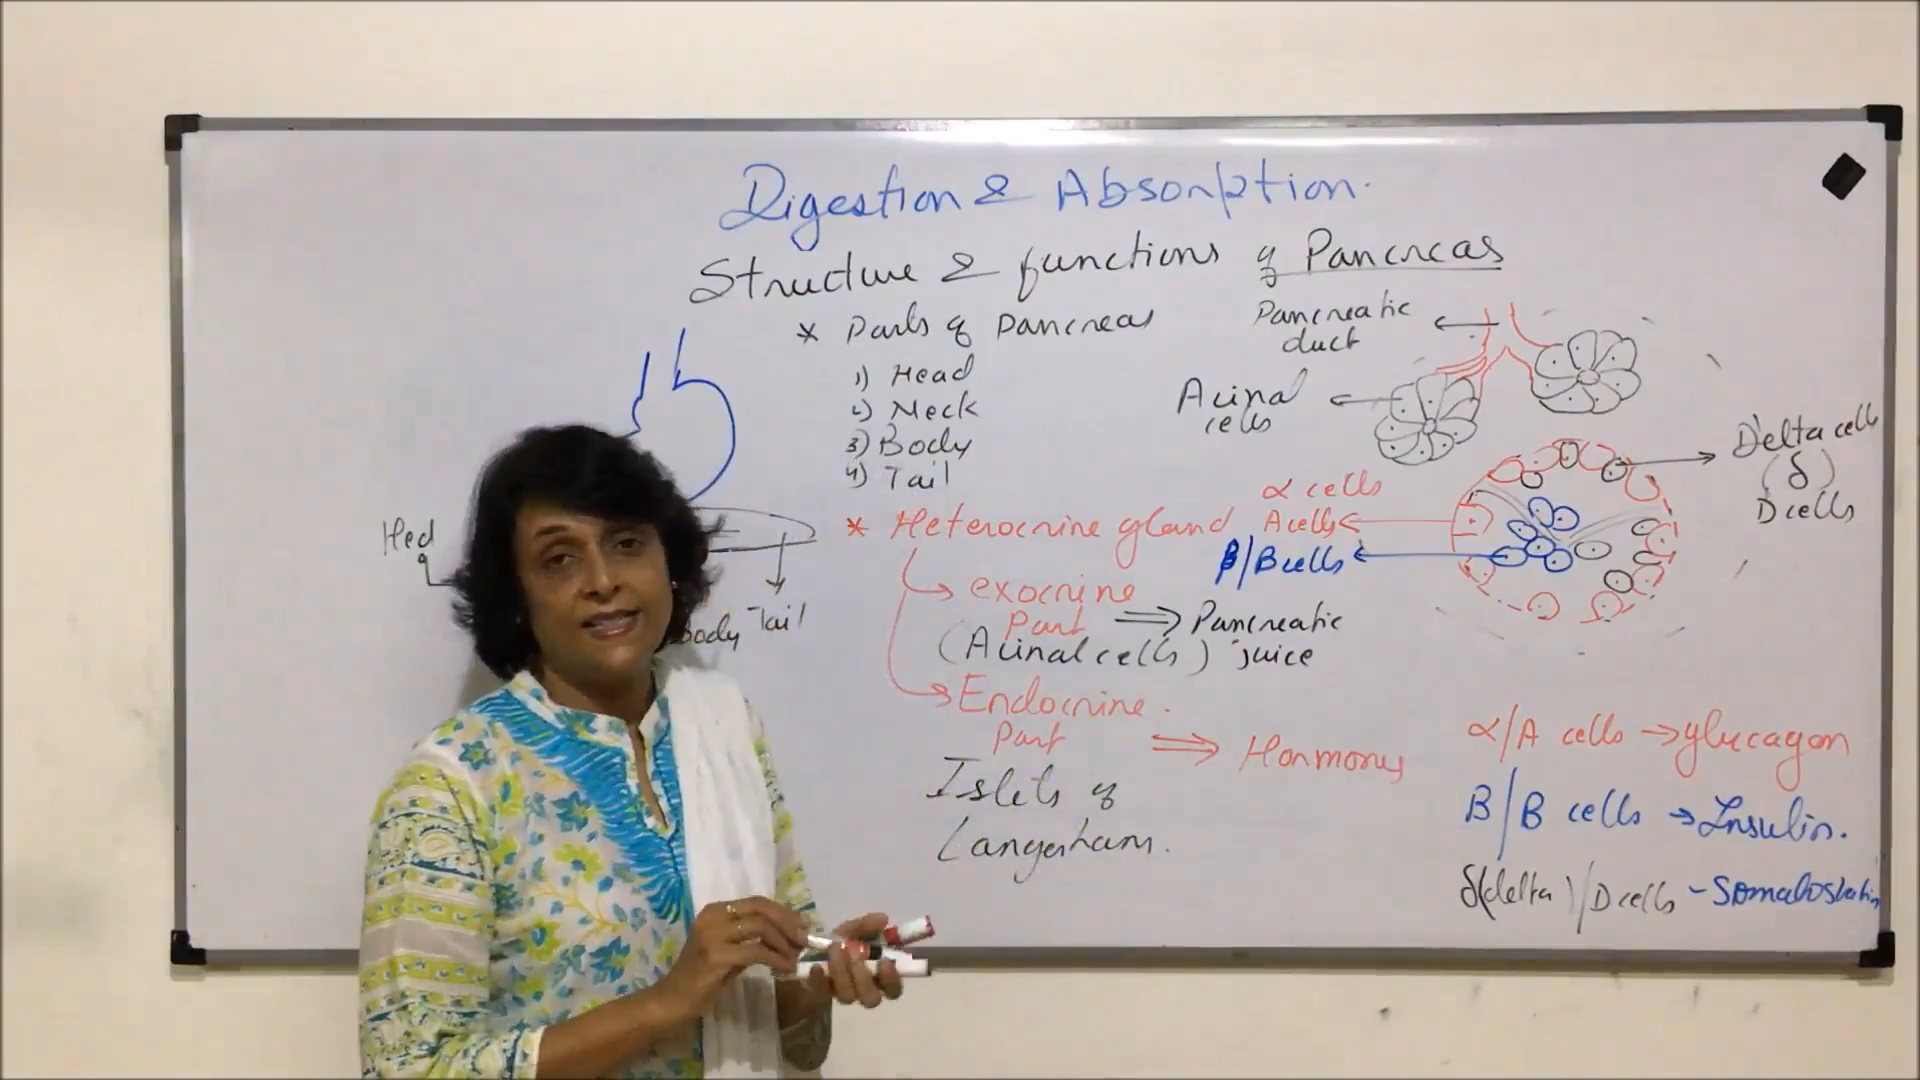 Digestion & Absorption.
Structure & functions of Pancreas
* Parts of Pancreas
1) Head
2) Neck
3) Body
4) Tail
Pancreatic
duct
Acinal
cells
Delta cells
(δ)
D cells
α cells
A cells
β/B cells
Hed
Body
Tail
* Heterocrine gland
exocrine
Part ⇒ Pancreatic
(Acinal cells) juice
Endocrine.
Part ⇒ Hormones
Islets of
Langerhans.
α/A cells → glucagon
B/B cells → Insulin.
δ(delta)/D cells - Somatostatin